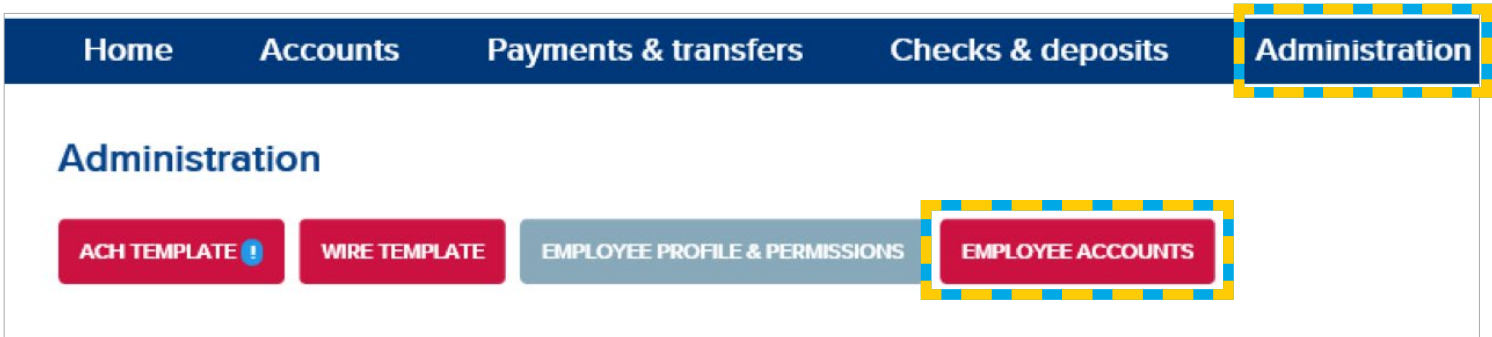 Home Accounts Payments & transfers Checks & deposits Administration
Administration
ACH TEMPLATE ! WIRE TEMPLATE EMPLOYEE PROFILE & PERMISSIONS EMPLOYEE ACCOUNTS